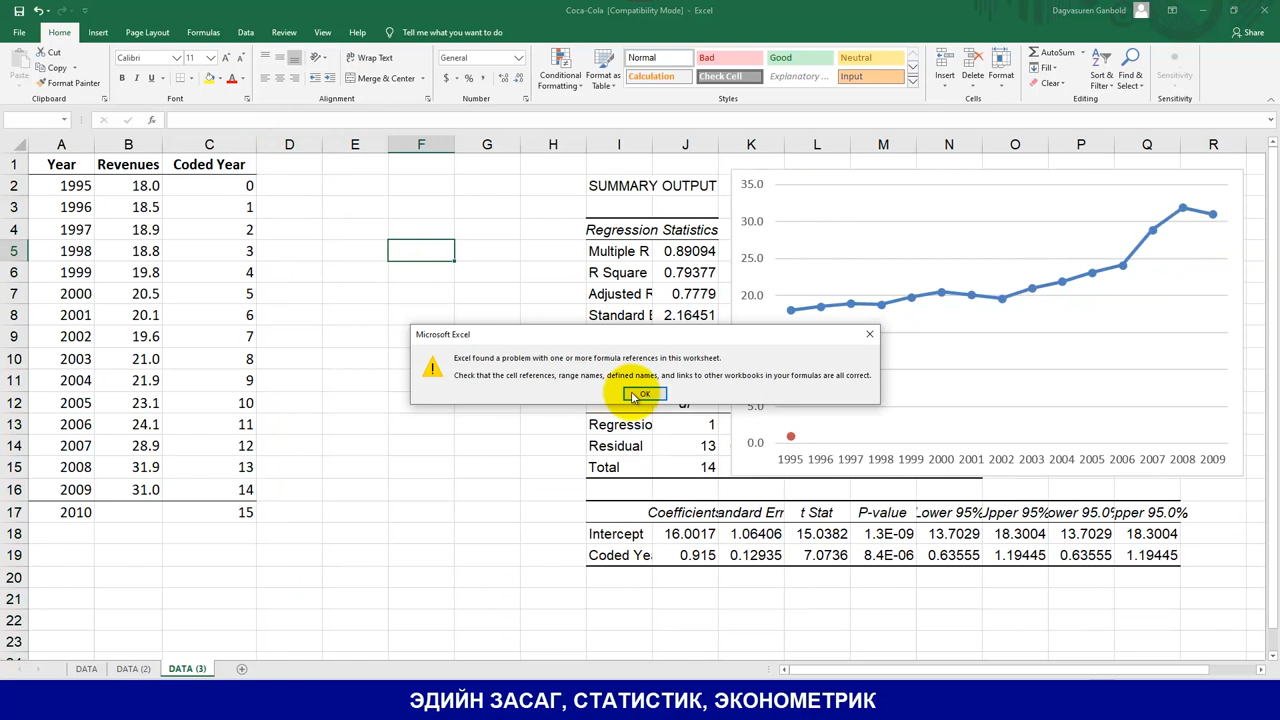 Coca-Cola [Compatibility Mode] - Excel
Dagvasuren Ganbold
File Home Insert Page Layout Formulas Data Review View Help Tell me what you want to do Share
Paste Cut Copy Format Painter Clipboard
Calibri 11 B I U Font
Wrap Text Merge & Center Alignment
General $ % , Number
Conditional Formatting Format as Table
Normal Bad Good Neutral
Calculation Check Cell Explanatory ... Input
Styles
Insert Delete Format Cells
AutoSum Fill Clear Sort & Filter Find & Select Editing
Sensitivity Sensitivity
fx
A B C D E F G H I J K L M N O P Q R
1 Year Revenues Coded Year
2 1995 18.0 0 SUMMARY OUTPUT
3 1996 18.5 1
4 1997 18.9 2 Regression Statistics
5 1998 18.8 3 Multiple R 0.89094
6 1999 19.8 4 R Square 0.79377
7 2000 20.5 5 Adjusted R 0.7779
8 2001 20.1 6 Standard E 2.16451
9 2002 19.6 7
10 2003 21.0 8
11 2004 21.9 9
12 2005 23.1 10 df
13 2006 24.1 11 Regressio 1
14 2007 28.9 12 Residual 13
15 2008 31.9 13 Total 14
16 2009 31.0 14
17 2010 15 Coefficient andard Err t Stat P-value Lower 95% Upper 95% ower 95.0% pper 95.0%
18 Intercept 16.0017 1.06406 15.0382 1.3E-09 13.7029 18.3004 13.7029 18.3004
19 Coded Ye 0.915 0.12935 7.0736 8.4E-06 0.63555 1.19445 0.63555 1.19445
20
21
22
23
35.0
30.0
25.0
20.0
5.0
0.0
1995 1996 1997 1998 1999 2000 2001 2002 2003 2004 2005 2006 2007 2008 2009
Microsoft Excel
Excel found a problem with one or more formula references in this worksheet.
Check that the cell references, range names, defined names, and links to other workbooks in your formulas are all correct.
OK
DATA DATA (2) DATA (3)
ЭДИЙН ЗАСАГ, СТАТИСТИК, ЭКОНОМЕТРИК